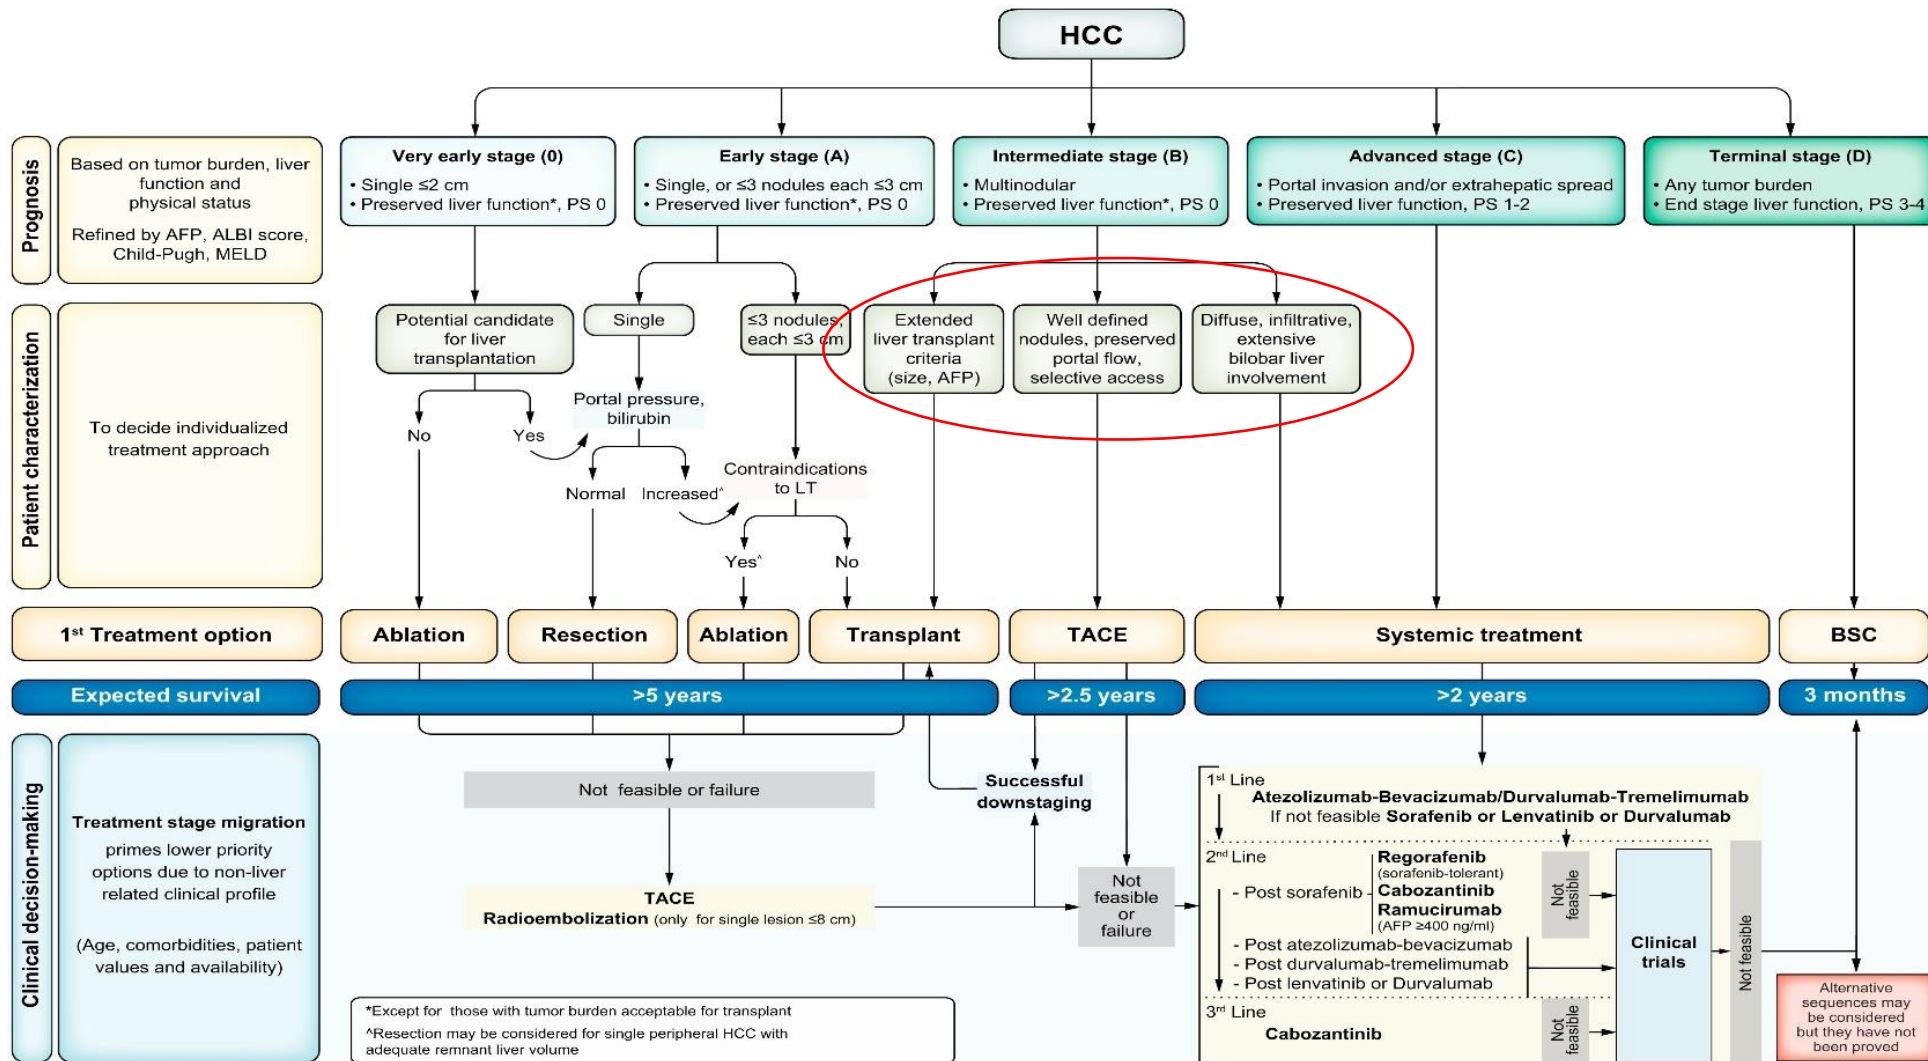 HCC
Prognosis
Based on tumor burden, liver
function and
physical status
Refined by AFP, ALBI score,
Child-Pugh, MELD
Very early stage (0)
• Single ≤2 cm
• Preserved liver function*, PS 0
Early stage (A)
• Single, or ≤3 nodules each ≤3 cm
• Preserved liver function*, PS 0
Intermediate stage (B)
• Multinodular
• Preserved liver function*, PS 0
Advanced stage (C)
• Portal invasion and/or extrahepatic spread
• Preserved liver function, PS 1-2
Terminal stage (D)
• Any tumor burden
• End stage liver function, PS 3-4
Patient characterization
To decide individualized
treatment approach
Potential candidate
for liver
transplantation
Single
≤3 nodules,
each ≤3 cm
Extended
liver transplant
criteria
(size, AFP)
Well defined
nodules, preserved
portal flow,
selective access
Diffuse, infiltrative,
extensive
bilobar liver
involvement
Portal pressure,
bilirubin
No
Yes
Normal
Increased^
Contraindications
to LT
Yes^
No
1st Treatment option
Ablation
Resection
Ablation
Transplant
TACE
Systemic treatment
BSC
Expected survival
>5 years
>2.5 years
>2 years
3 months
Clinical decision-making
Treatment stage migration
primes lower priority
options due to non-liver
related clinical profile
(Age, comorbidities, patient
values and availability)
Not feasible or failure
Successful
downstaging
TACE
Radioembolization (only for single lesion ≤8 cm)
Not
feasible
or
failure
1st Line
Atezolizumab-Bevacizumab/Durvalumab-Tremelimumab
If not feasible Sorafenib or Lenvatinib or Durvalumab
2nd Line
- Post sorafenib
Regorafenib
(sorafenib-tolerant)
Cabozantinib
Ramucirumab
(AFP ≥400 ng/ml)
Not
feasible
- Post atezolizumab-bevacizumab
- Post durvalumab-tremelimumab
- Post lenvatinib or Durvalumab
Clinical
trials
Not feasible
3rd Line
Cabozantinib
Not
feasible
Alternative
sequences may
be considered
but they have not
been proved
*Except for those with tumor burden acceptable for transplant
^Resection may be considered for single peripheral HCC with
adequate remnant liver volume